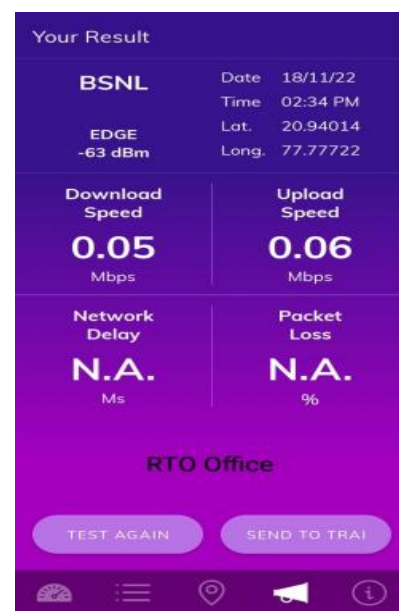 Your Result
BSNL
EDGE
-63 dBm
Date 18/11/22
Time 02:34 PM
Lat. 20.94014
Long. 77.77722
Download
Speed
0.05
Mbps
Upload
Speed
0.06
Mbps
Network
Delay
N.A.
Ms
Packet
Loss
N.A.
%
RTO Office
TEST AGAIN
SEND TO TRAI